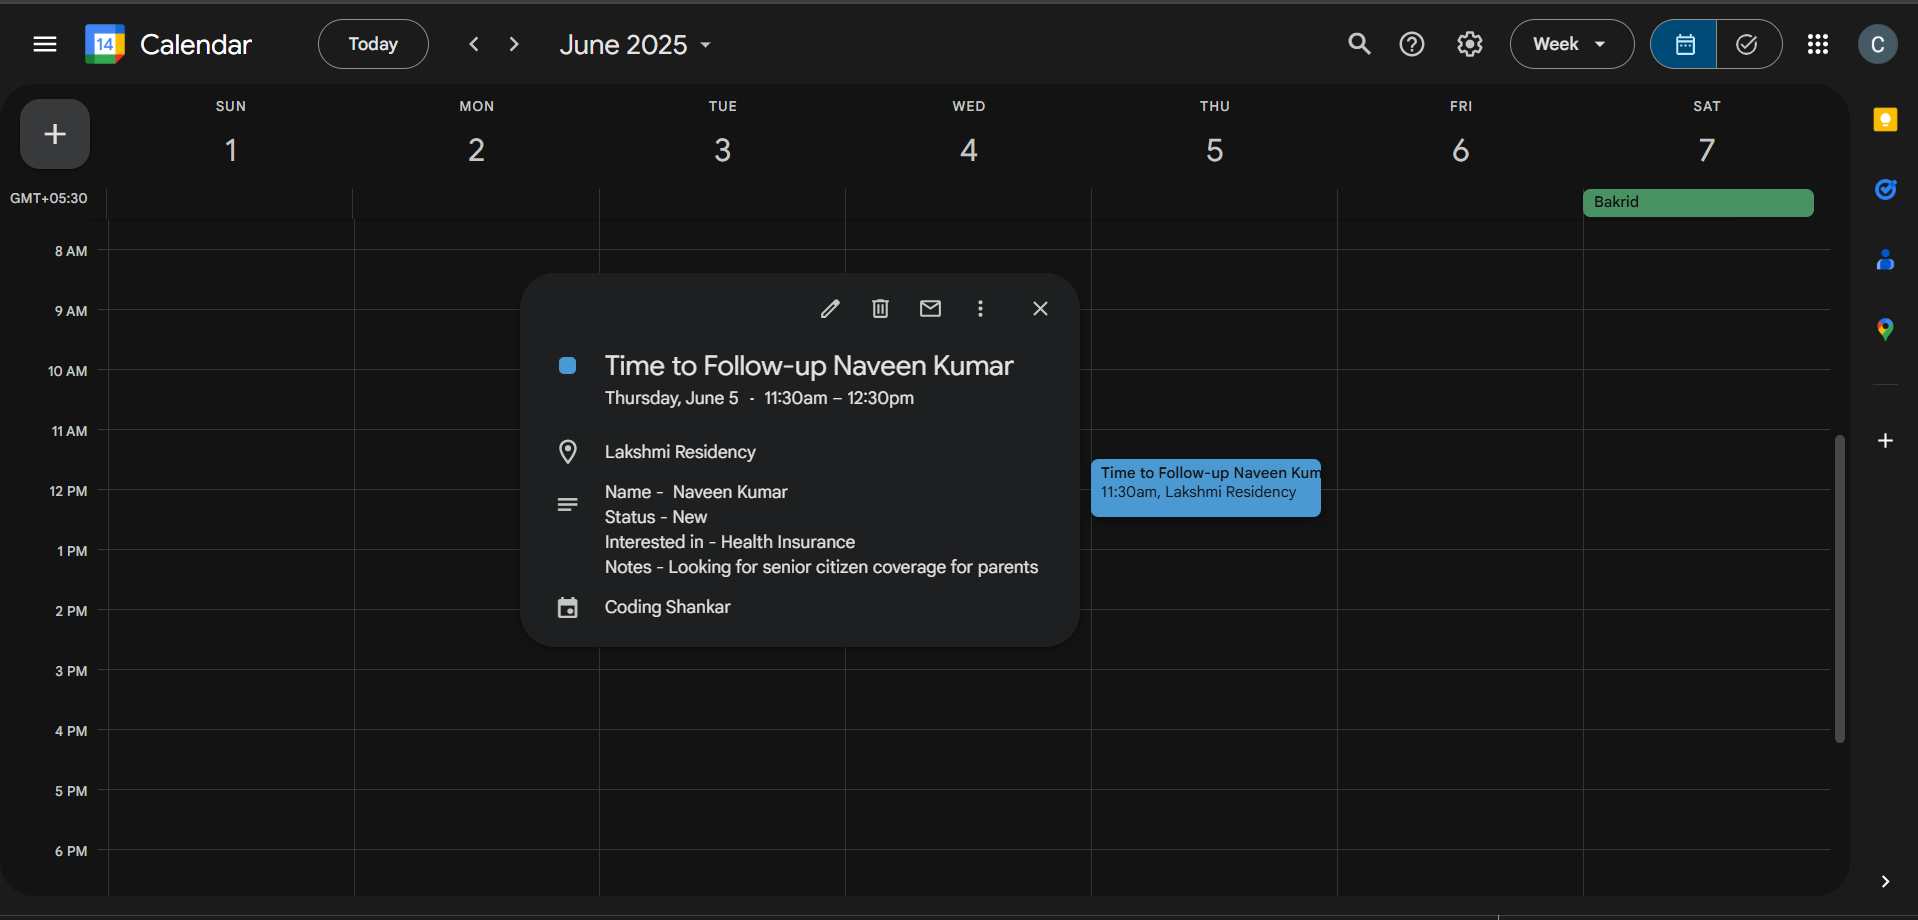 14 Calendar Today June 2025 Week C
SUN MON TUE WED THU FRI SAT
1 2 3 4 5 6 7
GMT+05:30
Bakrid
8 AM
9 AM
10 AM
11 AM
12 PM
1 PM
2 PM
3 PM
4 PM
5 PM
6 PM
Time to Follow-up Naveen Kumar
Thursday, June 5 · 11:30am – 12:30pm
Lakshmi Residency
Name - Naveen Kumar
Status - New
Interested in - Health Insurance
Notes - Looking for senior citizen coverage for parents
Coding Shankar
Time to Follow-up Naveen Kum
11:30am, Lakshmi Residency